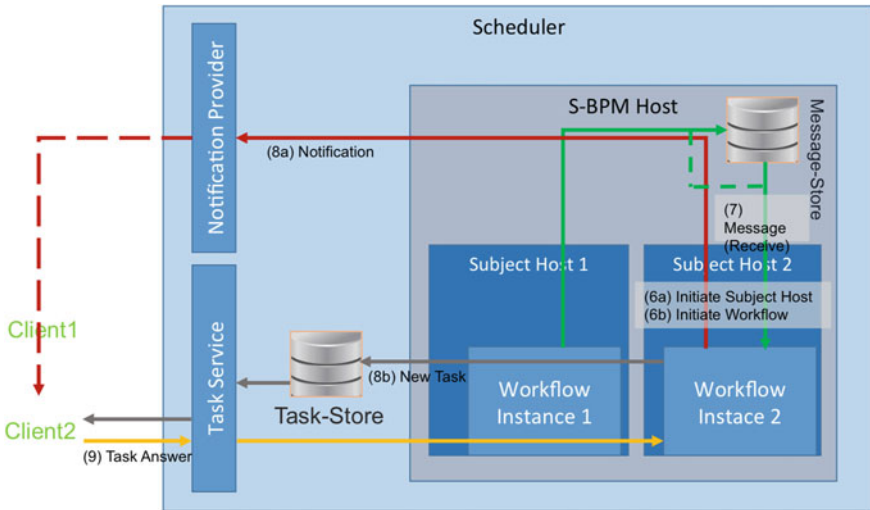 Scheduler
Notification Provider
S-BPM Host
Message-Store
(8a) Notification
(7)
Message
(Receive)
Subject Host 1
Subject Host 2
(6a) Initiate Subject Host
(6b) Initiate Workflow
Client1
Task Service
(8b) New Task
Workflow
Instance 1
Workflow
Instace 2
Task-Store
Client2
(9) Task Answer